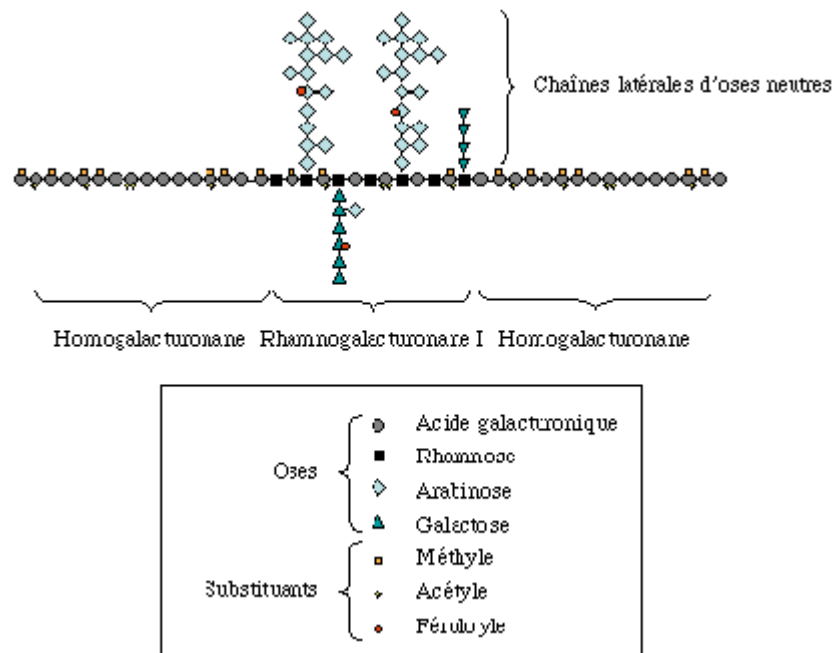 Chaînes latérales d'oses neutres
Homogalacturonane Rhamnogalacturonane I Homogalacturonane
Oses
Acide galacturonique
Rhamnose
Arabinose
Galactose
Substituants
Méthyle
Acétyle
Féruloyle